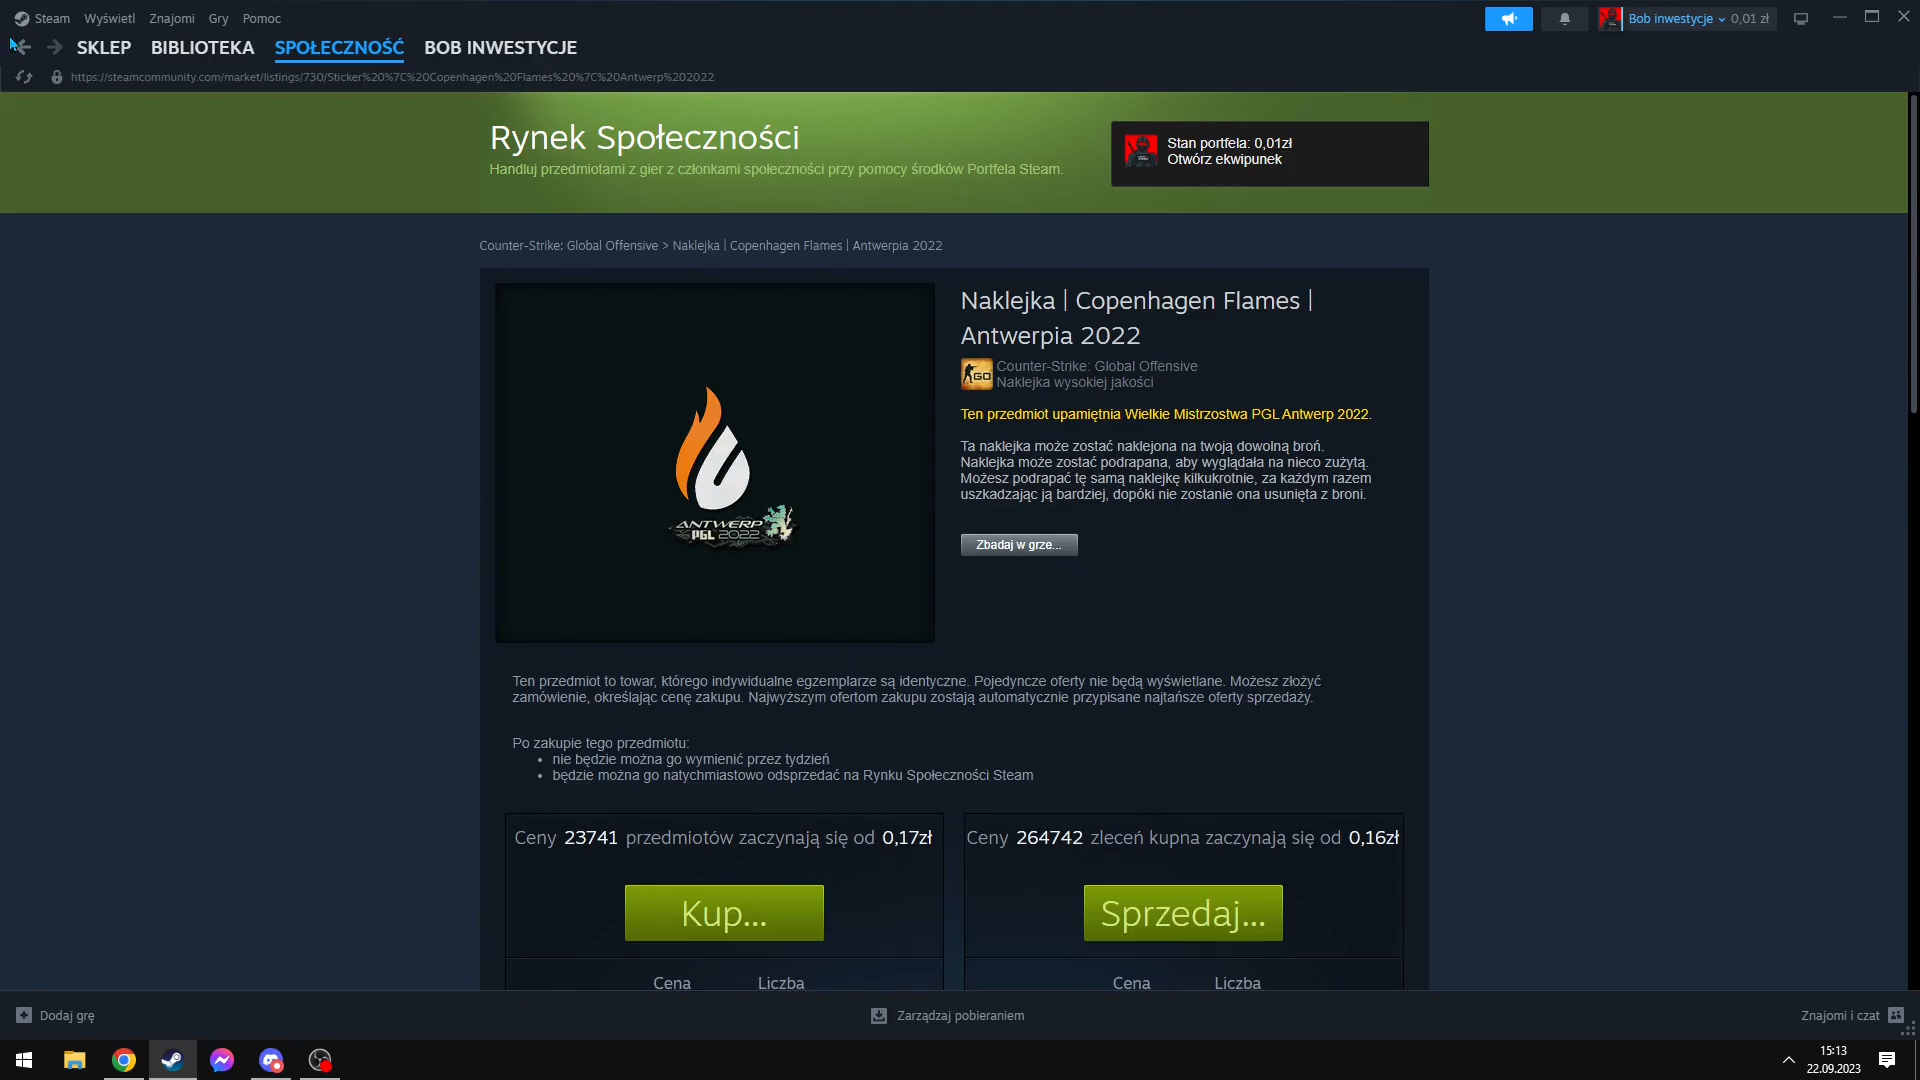 Steam Wyświetl Znajomi Gry Pomoc
Bob inwestycje 0,01 zł
SKLEP BIBLIOTEKA SPOŁECZNOŚĆ BOB INWESTYCJE
https://steamcommunity.com/market/listings/730/Sticker%20%7C%20Copenhagen%20Flames%20%7C%20Antwerp%202022
Rynek Społeczności
Handluj przedmiotami z gier z członkami społeczności przy pomocy środków Portfela Steam.
Stan portfela: 0,01zł
Otwórz ekwipunek
Counter-Strike: Global Offensive > Naklejka | Copenhagen Flames | Antwerpia 2022
ANTWERP
PGL 2022
Naklejka | Copenhagen Flames |
Antwerpia 2022
GO
Counter-Strike: Global Offensive
Naklejka wysokiej jakości
Ten przedmiot upamiętnia Wielkie Mistrzostwa PGL Antwerp 2022.
Ta naklejka może zostać naklejona na twoją dowolną broń.
Naklejka może zostać podrapana, aby wyglądała na nieco zużytą.
Możesz podrapać tę samą naklejkę kilkukrotnie, za każdym razem
uszkadzając ją bardziej, dopóki nie zostanie ona usunięta z broni.
Zbadaj w grze...
Ten przedmiot to towar, którego indywidualne egzemplarze są identyczne. Pojedyncze oferty nie będą wyświetlane. Możesz złożyć
zamówienie, określając cenę zakupu. Najwyższym ofertom zakupu zostają automatycznie przypisane najtańsze oferty sprzedaży.
Po zakupie tego przedmiotu:
• nie będzie można go wymienić przez tydzień
• będzie można go natychmiastowo odsprzedać na Rynku Społeczności Steam
Ceny 23741 przedmiotów zaczynają się od 0,17zł
Kup...
Cena Liczba
Ceny 264742 zleceń kupna zaczynają się od 0,16zł
Sprzedaj...
Cena Liczba
Dodaj grę
Zarządzaj pobieraniem
Znajomi i czat
15:13
22.09.2023